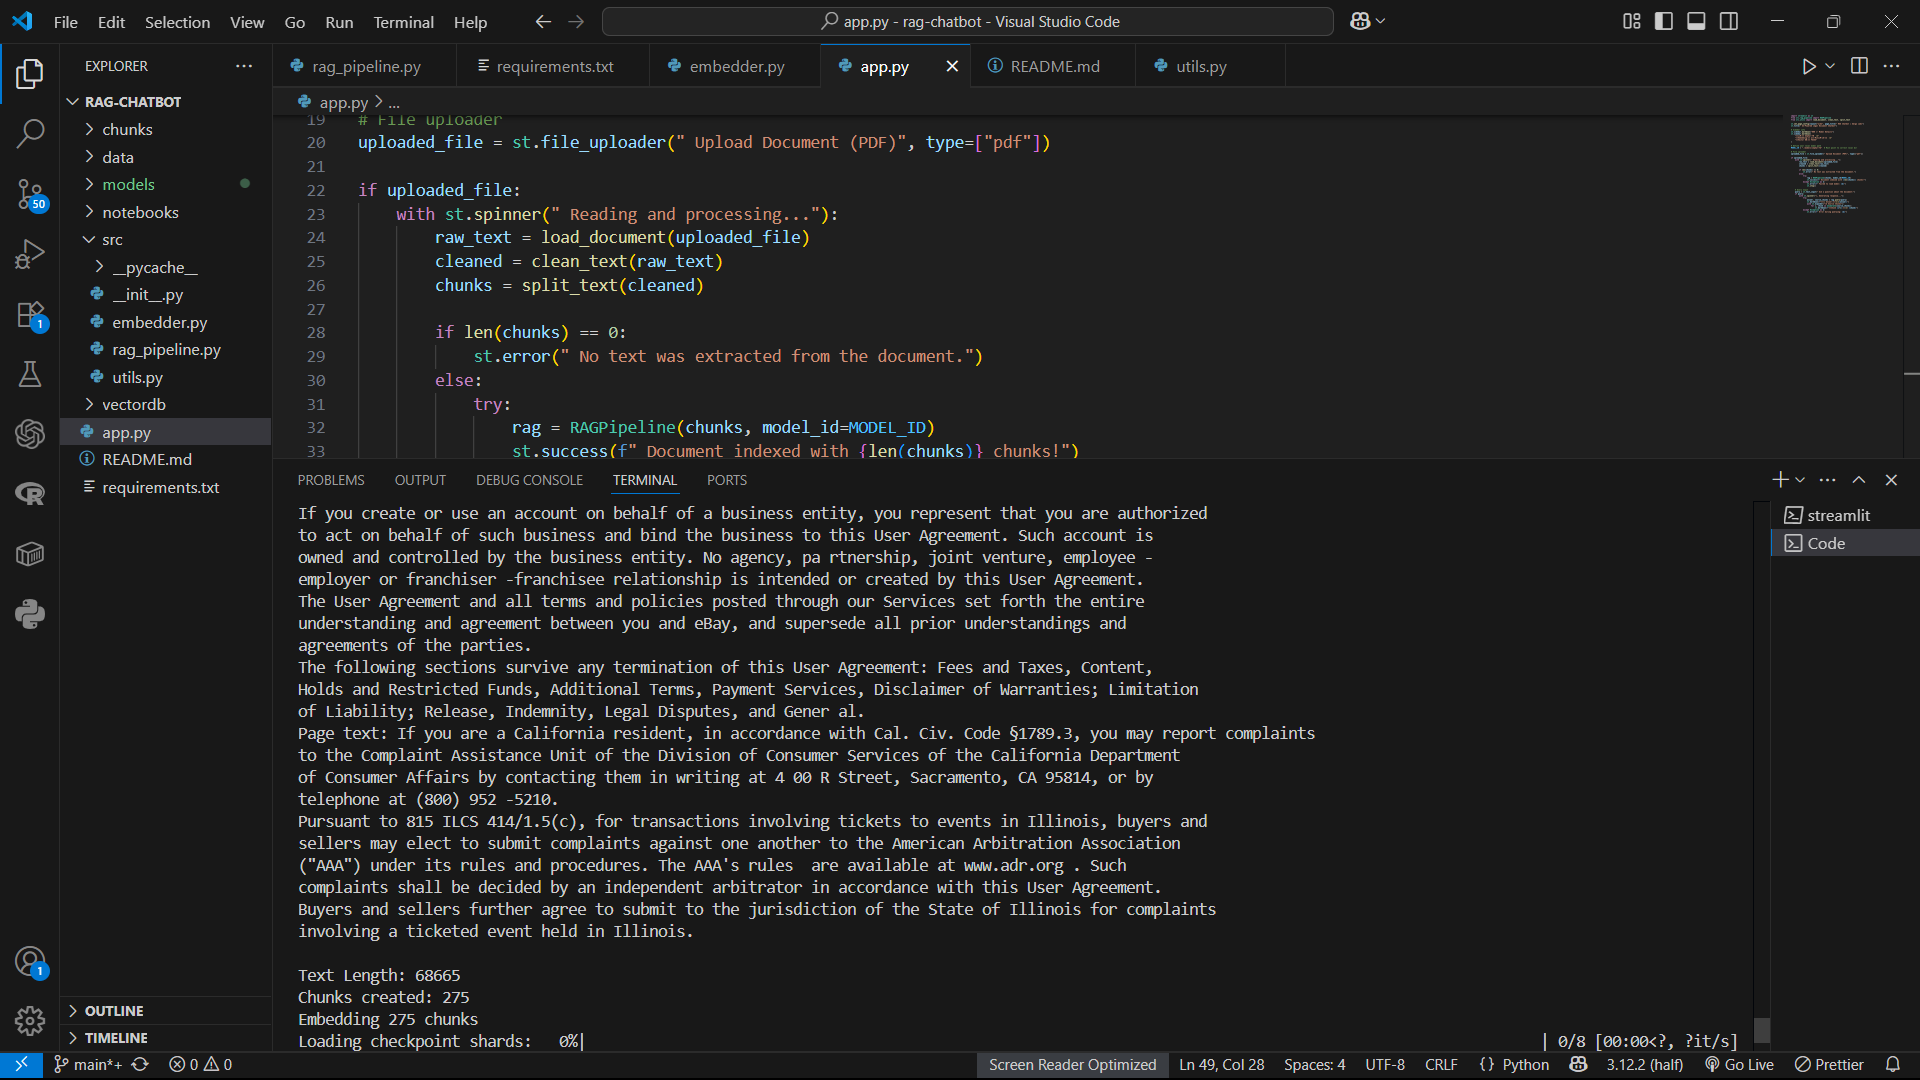 File Edit Selection View Go Run Terminal Help
app.py - rag-chatbot - Visual Studio Code
EXPLORER
RAG-CHATBOT
chunks
data
models
notebooks
src
__pycache__
__init__.py
embedder.py
rag_pipeline.py
utils.py
vectordb
app.py
README.md
requirements.txt
OUTLINE
TIMELINE
50
1
1
rag_pipeline.py requirements.txt embedder.py app.py README.md utils.py
app.py > ...
19 # File uploader
20 uploaded_file = st.file_uploader(" Upload Document (PDF)", type=["pdf"])
21
22 if uploaded_file:
23 with st.spinner(" Reading and processing..."):
24 raw_text = load_document(uploaded_file)
25 cleaned = clean_text(raw_text)
26 chunks = split_text(cleaned)
27
28 if len(chunks) == 0:
29 st.error(" No text was extracted from the document.")
30 else:
31 try:
32 rag = RAGPipeline(chunks, model_id=MODEL_ID)
33 st.success(f" Document indexed with {len(chunks)} chunks!")
PROBLEMS OUTPUT DEBUG CONSOLE TERMINAL PORTS
streamlit
Code
If you create or use an account on behalf of a business entity, you represent that you are authorized
to act on behalf of such business and bind the business to this User Agreement. Such account is
owned and controlled by the business entity. No agency, pa rtnership, joint venture, employee -
employer or franchiser -franchisee relationship is intended or created by this User Agreement.
The User Agreement and all terms and policies posted through our Services set forth the entire
understanding and agreement between you and eBay, and supersede all prior understandings and
agreements of the parties.
The following sections survive any termination of this User Agreement: Fees and Taxes, Content,
Holds and Restricted Funds, Additional Terms, Payment Services, Disclaimer of Warranties; Limitation
of Liability; Release, Indemnity, Legal Disputes, and Gener al.
Page text: If you are a California resident, in accordance with Cal. Civ. Code §1789.3, you may report complaints
to the Complaint Assistance Unit of the Division of Consumer Services of the California Department
of Consumer Affairs by contacting them in writing at 4 00 R Street, Sacramento, CA 95814, or by
telephone at (800) 952 -5210.
Pursuant to 815 ILCS 414/1.5(c), for transactions involving tickets to events in Illinois, buyers and
sellers may elect to submit complaints against one another to the American Arbitration Association
("AAA") under its rules and procedures. The AAA's rules  are available at www.adr.org . Such
complaints shall be decided by an independent arbitrator in accordance with this User Agreement.
Buyers and sellers further agree to submit to the jurisdiction of the State of Illinois for complaints
involving a ticketed event held in Illinois.
Text Length: 68665
Chunks created: 275
Embedding 275 chunks
Loading checkpoint shards:   0%| | 0/8 [00:00<?, ?it/s]
main*+ 0 0 Screen Reader Optimized Ln 49, Col 28 Spaces: 4 UTF-8 CRLF {} Python 3.12.2 (half) Go Live Prettier